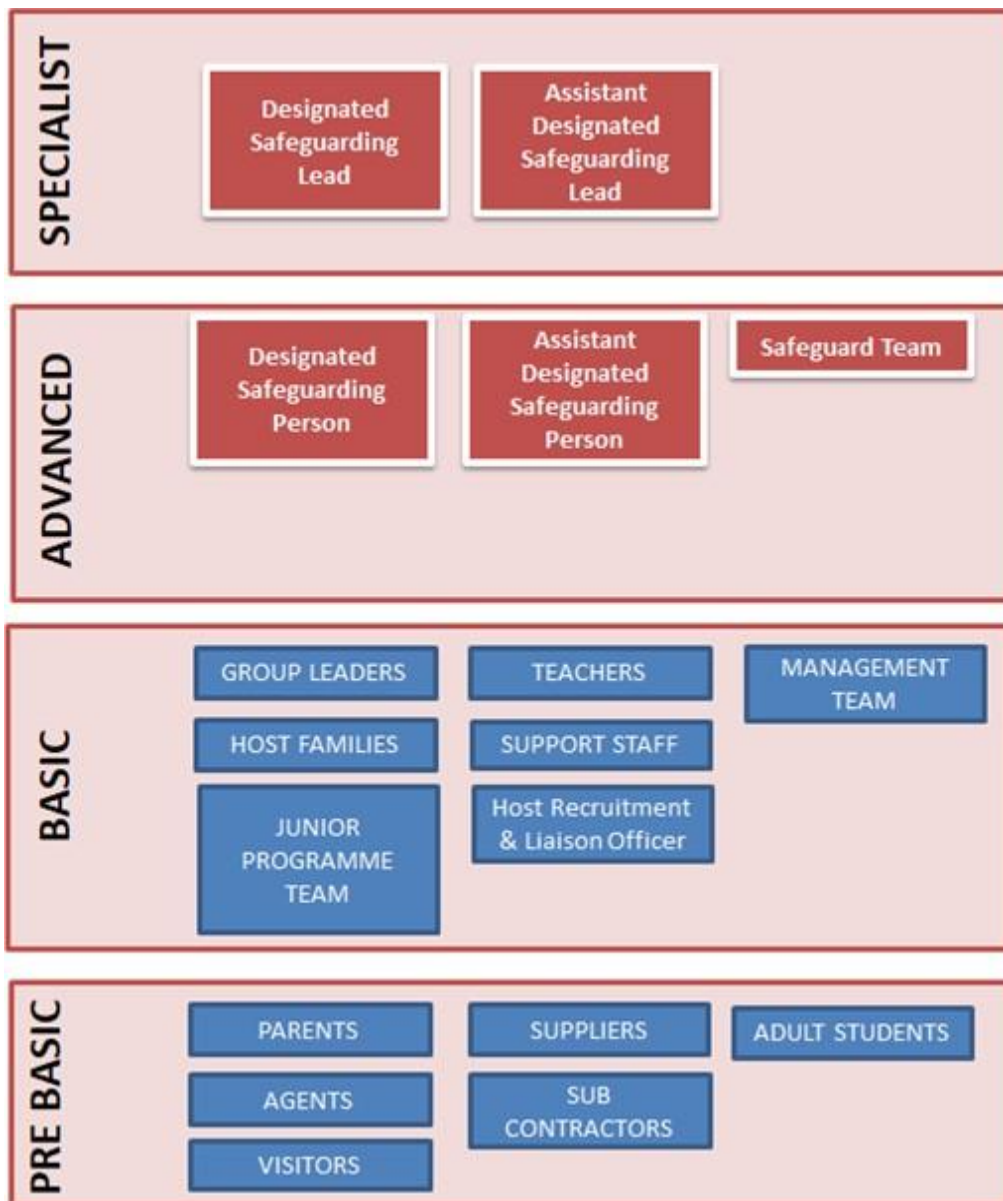 SPECIALIST
Designated
Safeguarding
Lead
Assistant
Designated
Safeguarding
Lead
ADVANCED
Designated
Safeguarding
Person
Assistant
Designated
Safeguarding
Person
Safeguard Team
BASIC
GROUP LEADERS
TEACHERS
MANAGEMENT
TEAM
HOST FAMILIES
SUPPORT STAFF
JUNIOR
PROGRAMME
TEAM
Host Recruitment
& Liaison Officer
PRE BASIC
PARENTS
SUPPLIERS
ADULT STUDENTS
AGENTS
SUB
CONTRACTORS
VISITORS